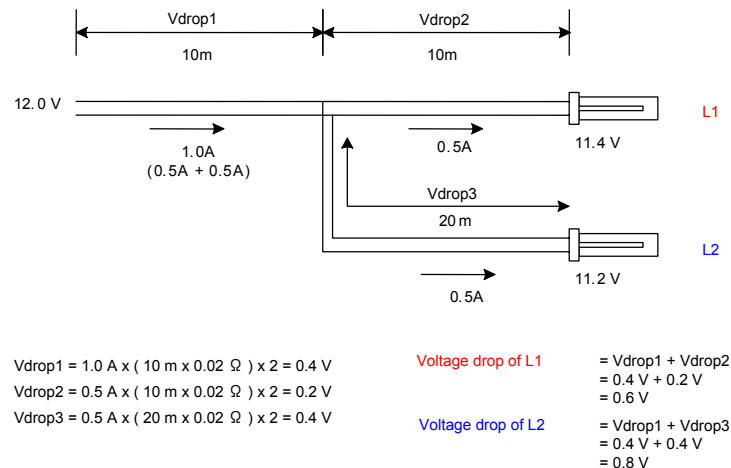 Vdrop1
Vdrop2
10m
10m
12.0 V
L1
1.0A
(0.5A + 0.5A)
0.5A
11.4 V
Vdrop3
20 m
L2
0.5A
11.2 V
Vdrop1 = 1.0 A x ( 10 m x 0.02 Ω ) x 2 = 0.4 V
Vdrop2 = 0.5 A x ( 10 m x 0.02 Ω ) x 2 = 0.2 V
Vdrop3 = 0.5 A x ( 20 m x 0.02 Ω ) x 2 = 0.4 V
Voltage drop of L1 = Vdrop1 + Vdrop2
= 0.4 V + 0.2 V
= 0.6 V
Voltage drop of L2 = Vdrop1 + Vdrop3
= 0.4 V + 0.4 V
= 0.8 V